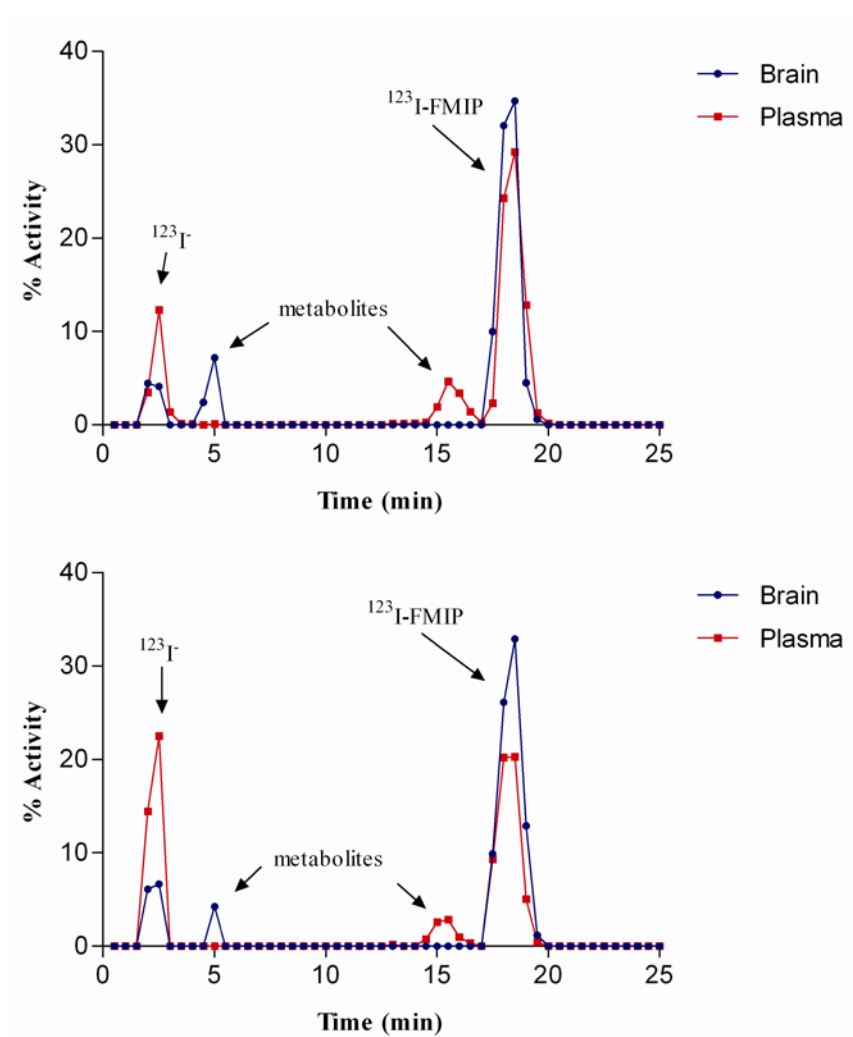 40
30
20
10
0
% Activity
123I-
metabolites
123I-FMIP
Brain
Plasma
0 5 10 15 20 25
Time (min)
40
30
20
10
0
% Activity
123I-
metabolites
123I-FMIP
Brain
Plasma
0 5 10 15 20 25
Time (min)